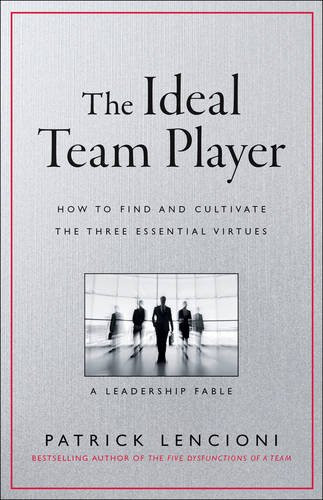 The Ideal
Team Player
HOW TO FIND AND CULTIVATE
THE THREE ESSENTIAL VIRTUES
A LEADERSHIP FABLE
PATRICK LENCIONI
BESTSELLING AUTHOR OF THE FIVE DYSFUNCTIONS OF A TEAM